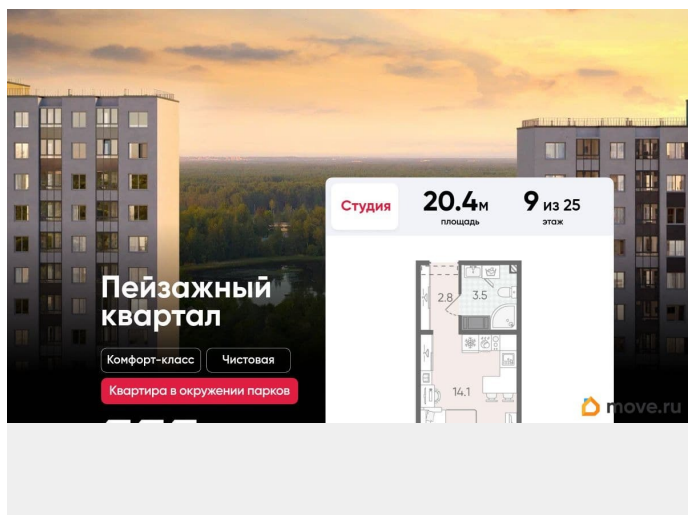 Студия
20.4м
площадь
9 из 25
этаж
Пейзажный
квартал
Комфорт-класс
Чистовая
Квартира в окружении парков
2.8
3.5
14.1
move.ru